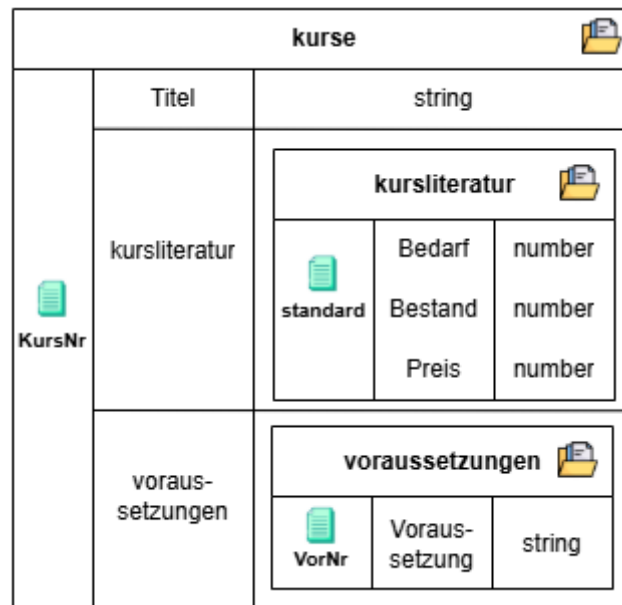 kurse
Titel string
kursliteratur
kursliteratur
Bedarf number
standard Bestand number
Preis number
KursNr
voraus-
setzungen
voraussetzungen
VorNr
Voraus-
setzung
string